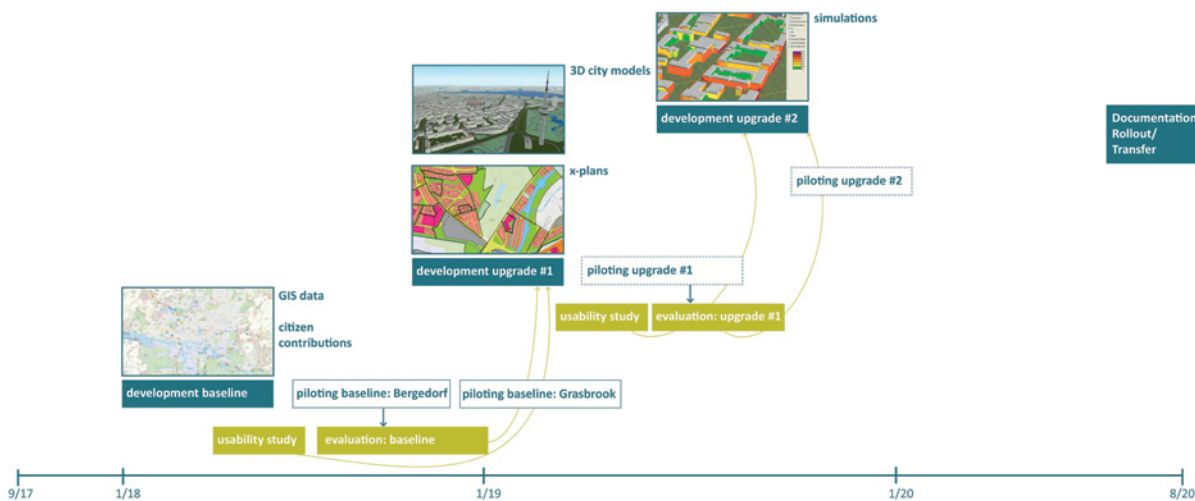 simulations
3D city models
development upgrade #2
Documentation
Rollout/
Transfer
x-plans
piloting upgrade #2
development upgrade #1
piloting upgrade #1
GIS data
usability study
evaluation: upgrade #1
citizen
contributions
development baseline
piloting baseline: Bergedorf
piloting baseline: Grasbrook
usability study
evaluation: baseline
9/17
1/18
1/19
1/20
8/20